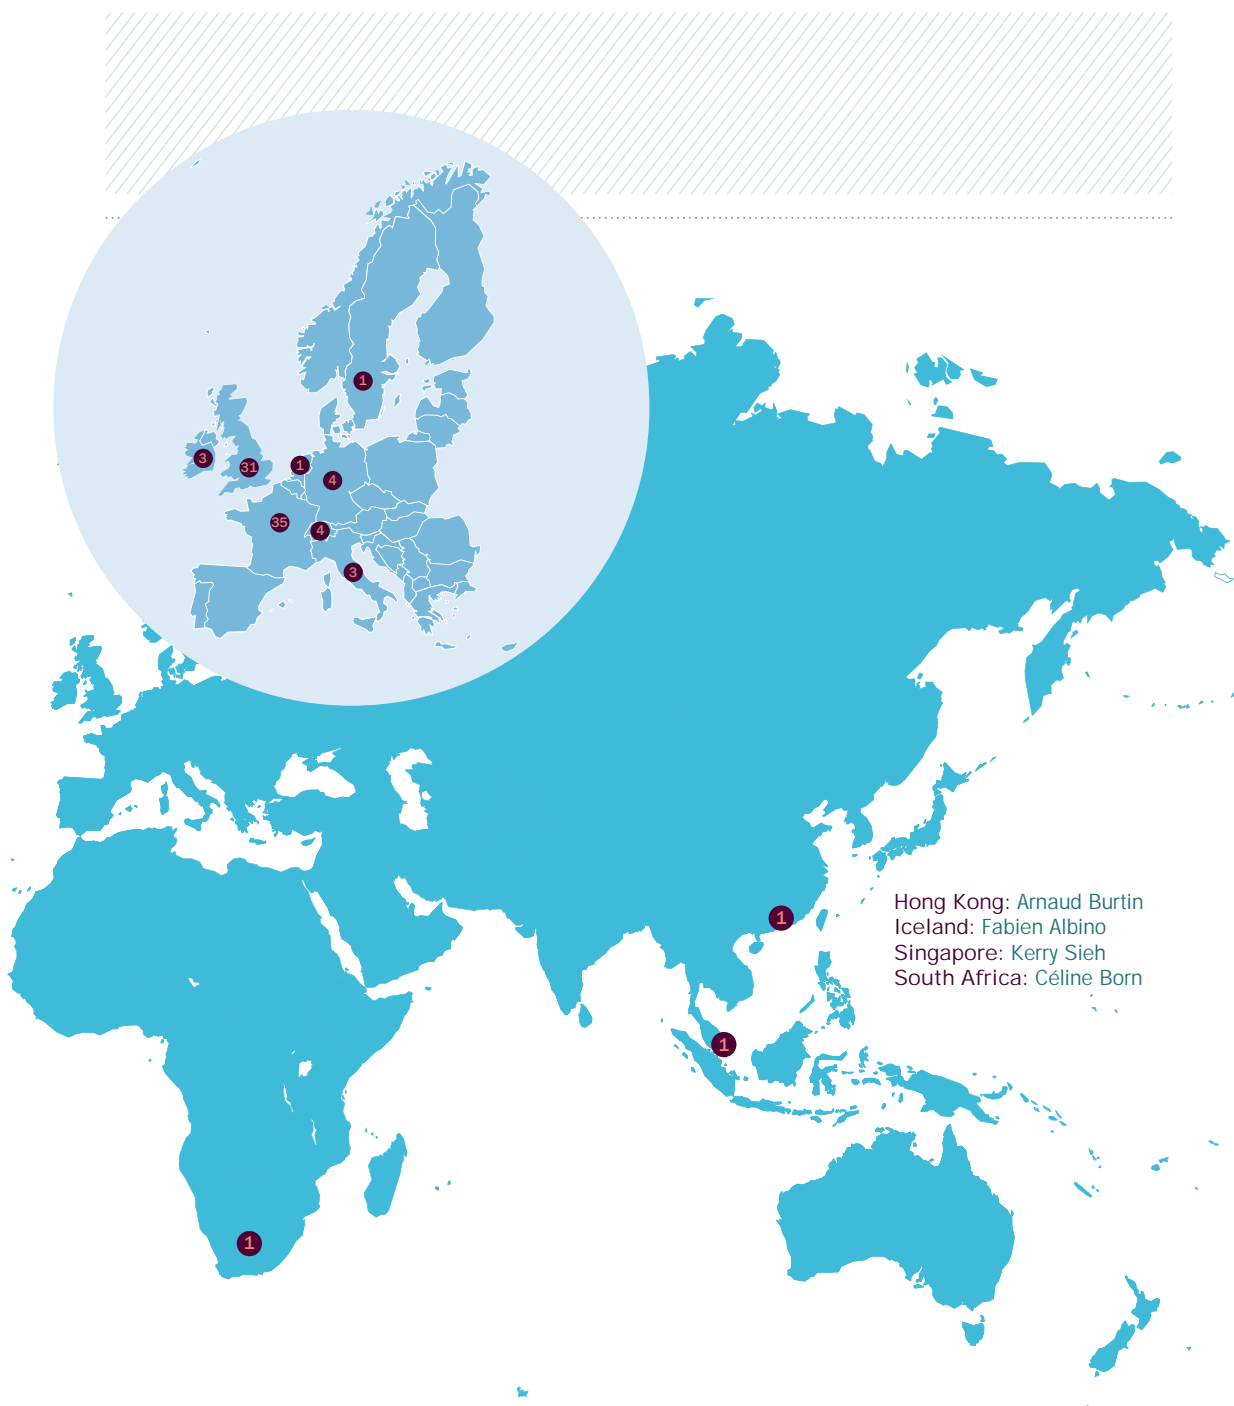 1
3
31
1
4
35
4
3
Hong Kong: Arnaud Burtin
Iceland: Fabien Albino
Singapore: Kerry Sieh
South Africa: Céline Born
1
1
1